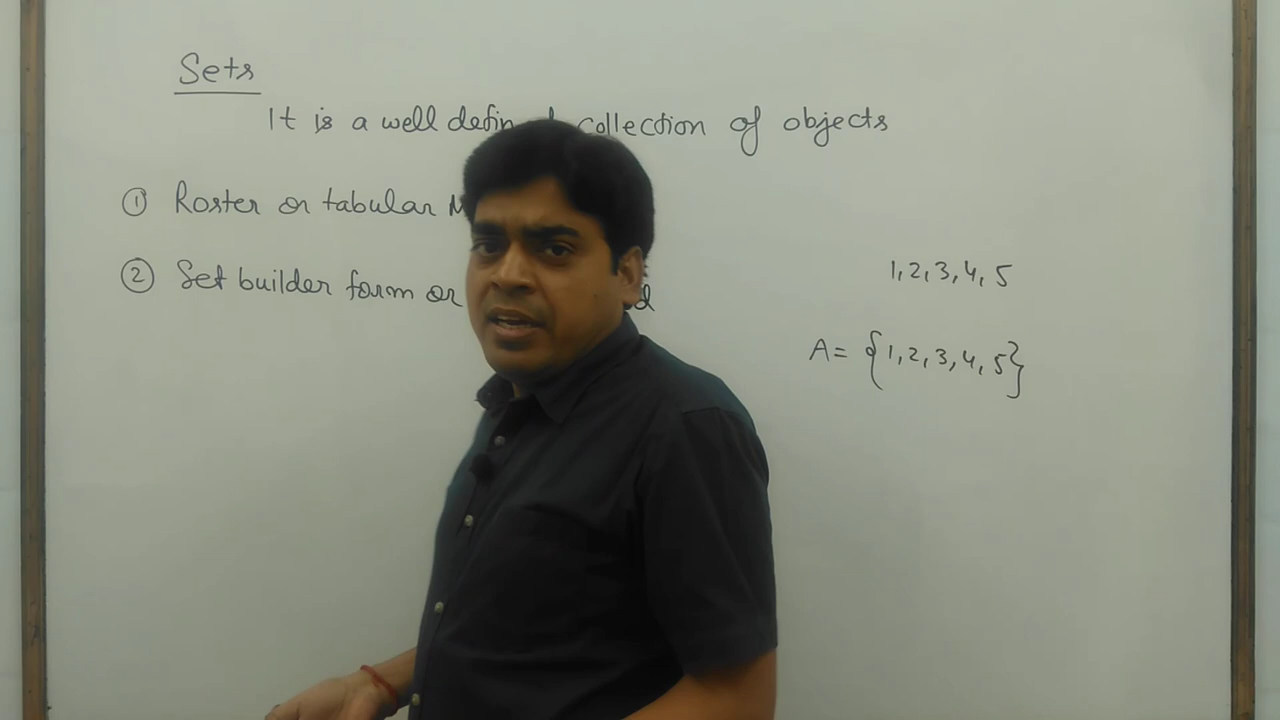 Sets
It is a well defined collection of objects
① Roster or tabular
② Set builder form or
1, 2, 3, 4, 5
A = {1, 2, 3, 4, 5}